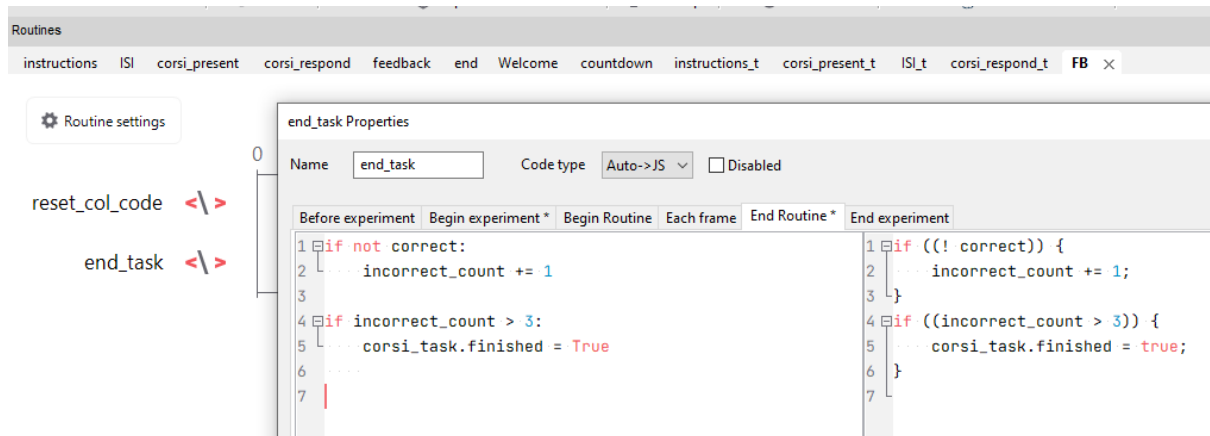 Routines
instructions ISI corsi_present corsi_respond feedback end Welcome countdown instructions_t corsi_present_t ISI_t corsi_respond_t FB ×
Routine settings
end_task Properties
0
Name end_task Code type Auto->JS Disabled
reset_col_code
Before experiment Begin experiment * Begin Routine Each frame End Routine * End experiment
end_task
1 if not correct:
2 incorrect_count += 1
3
4 if incorrect_count > 3:
5 corsi_task.finished = True
6
7
1 if ((! correct)) {
2 incorrect_count += 1;
3 }
4 if ((incorrect_count > 3)) {
5 corsi_task.finished = true;
6 }
7